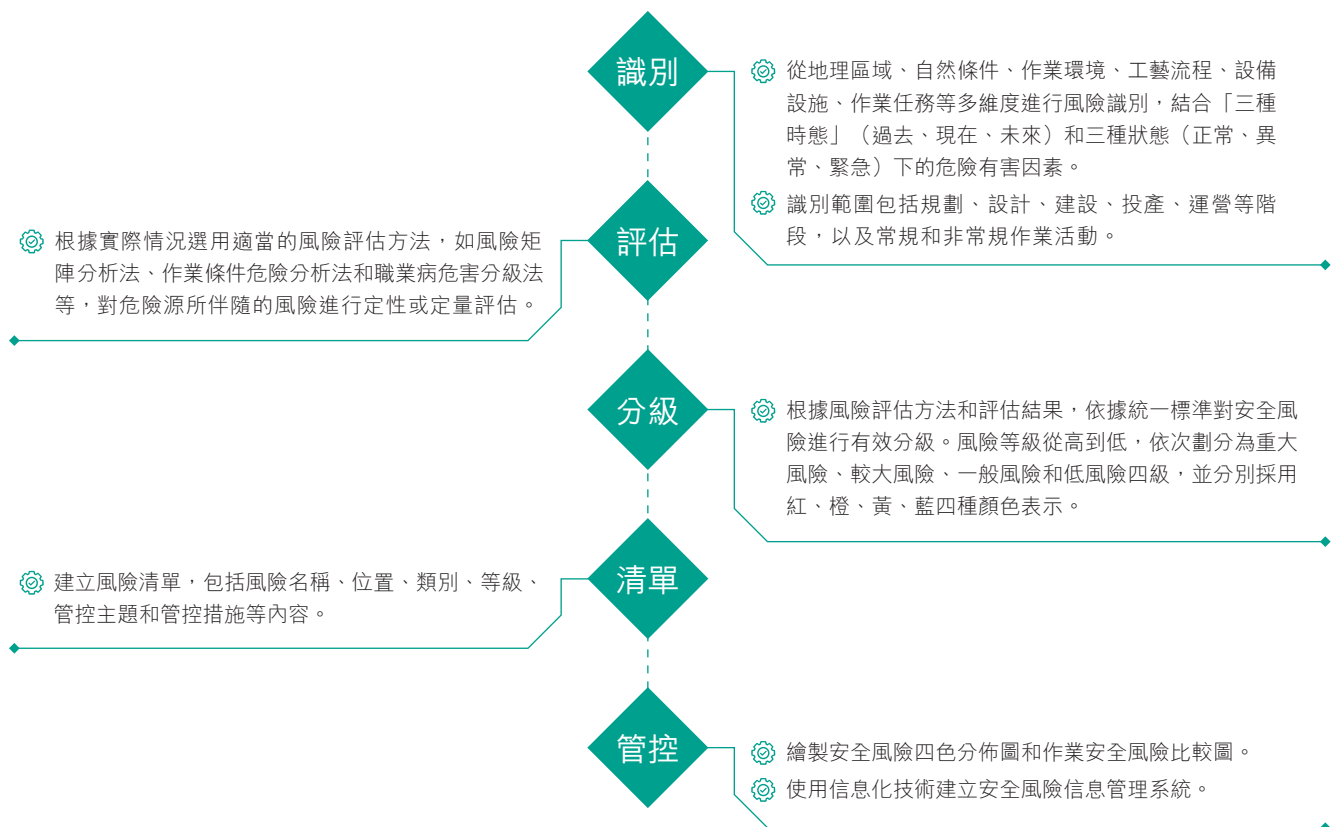 識別
從地理區域、自然條件、作業環境、工藝流程、設備
設施、作業任務等多維度進行風險識別，結合「三種
時態」（過去、現在、未來）和三種狀態（正常、異
常、緊急）下的危險有害因素。
識別範圍包括規劃、設計、建設、投產、運營等階
段，以及常規和非常規作業活動。
評估
根據實際情況選用適當的風險評估方法，如風險矩
陣分析法、作業條件危險分析法和職業病危害分級法
等，對危險源所伴隨的風險進行定性或定量評估。
分級
根據風險評估方法和評估結果，依據統一標準對安全風
險進行有效分級。風險等級從高到低，依次劃分為重大
風險、較大風險、一般風險和低風險四級，並分別採用
紅、橙、黃、藍四種顏色表示。
清單
建立風險清單，包括風險名稱、位置、類別、等級、
管控主題和管控措施等內容。
管控
繪製安全風險四色分佈圖和作業安全風險比較圖。
使用信息化技術建立安全風險信息管理系統。